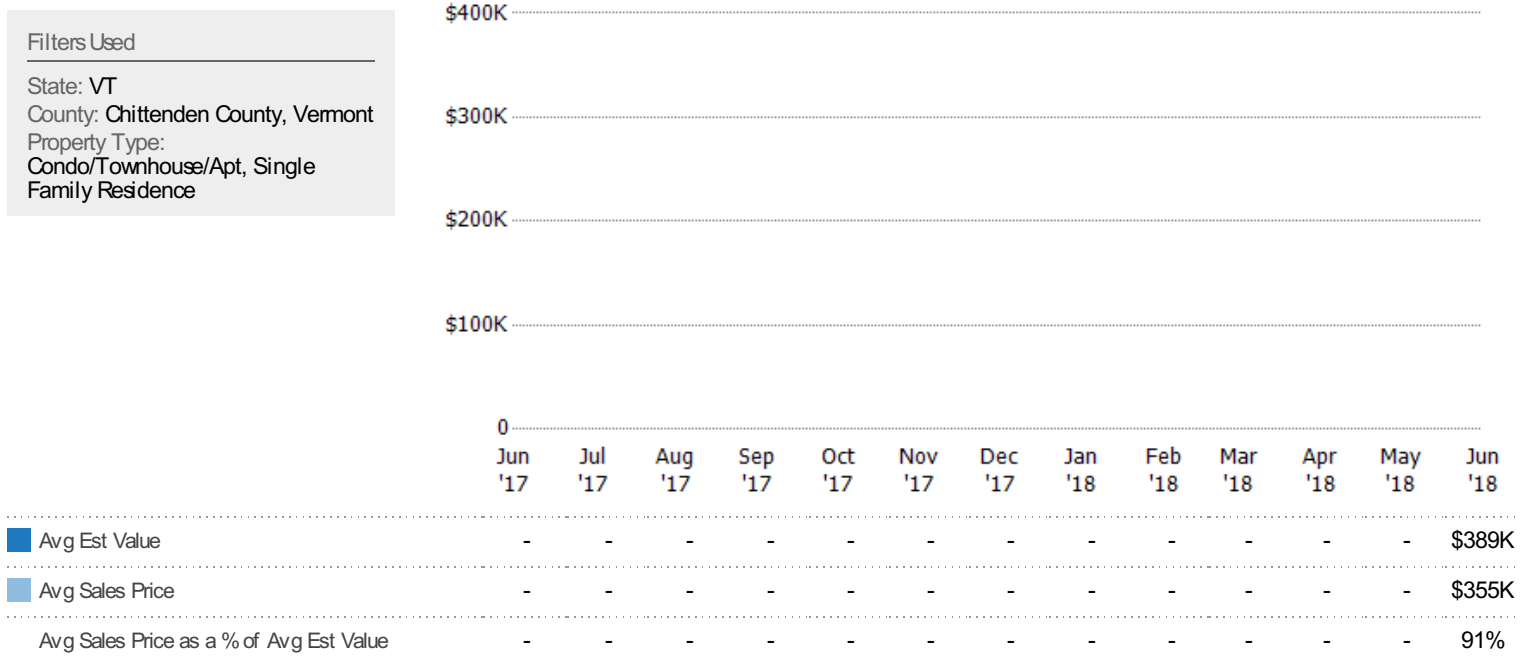 Filters Used
State: VT
County: Chittenden County, Vermont
Property Type:
Condo/Townhouse/Apt, Single
Family Residence
$400K
$300K
$200K
$100K
0
Jun Jul Aug Sep Oct Nov Dec Jan Feb Mar Apr May Jun
'17 '17 '17 '17 '17 '17 '17 '18 '18 '18 '18 '18 '18
Avg Est Value - - - - - - - - - - - - $389K
Avg Sales Price - - - - - - - - - - - - $355K
Avg Sales Price as a % of Avg Est Value - - - - - - - - - - - - 91%